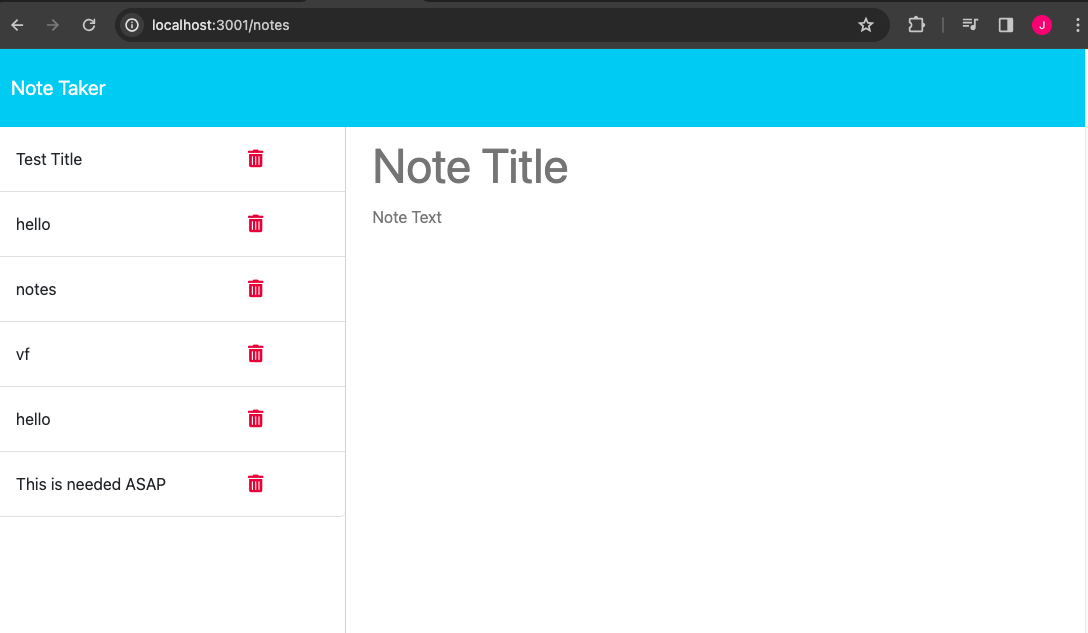 localhost:3001/notes
J
Note Taker
Test Title
hello
notes
vf
hello
This is needed ASAP
Note Title
Note Text